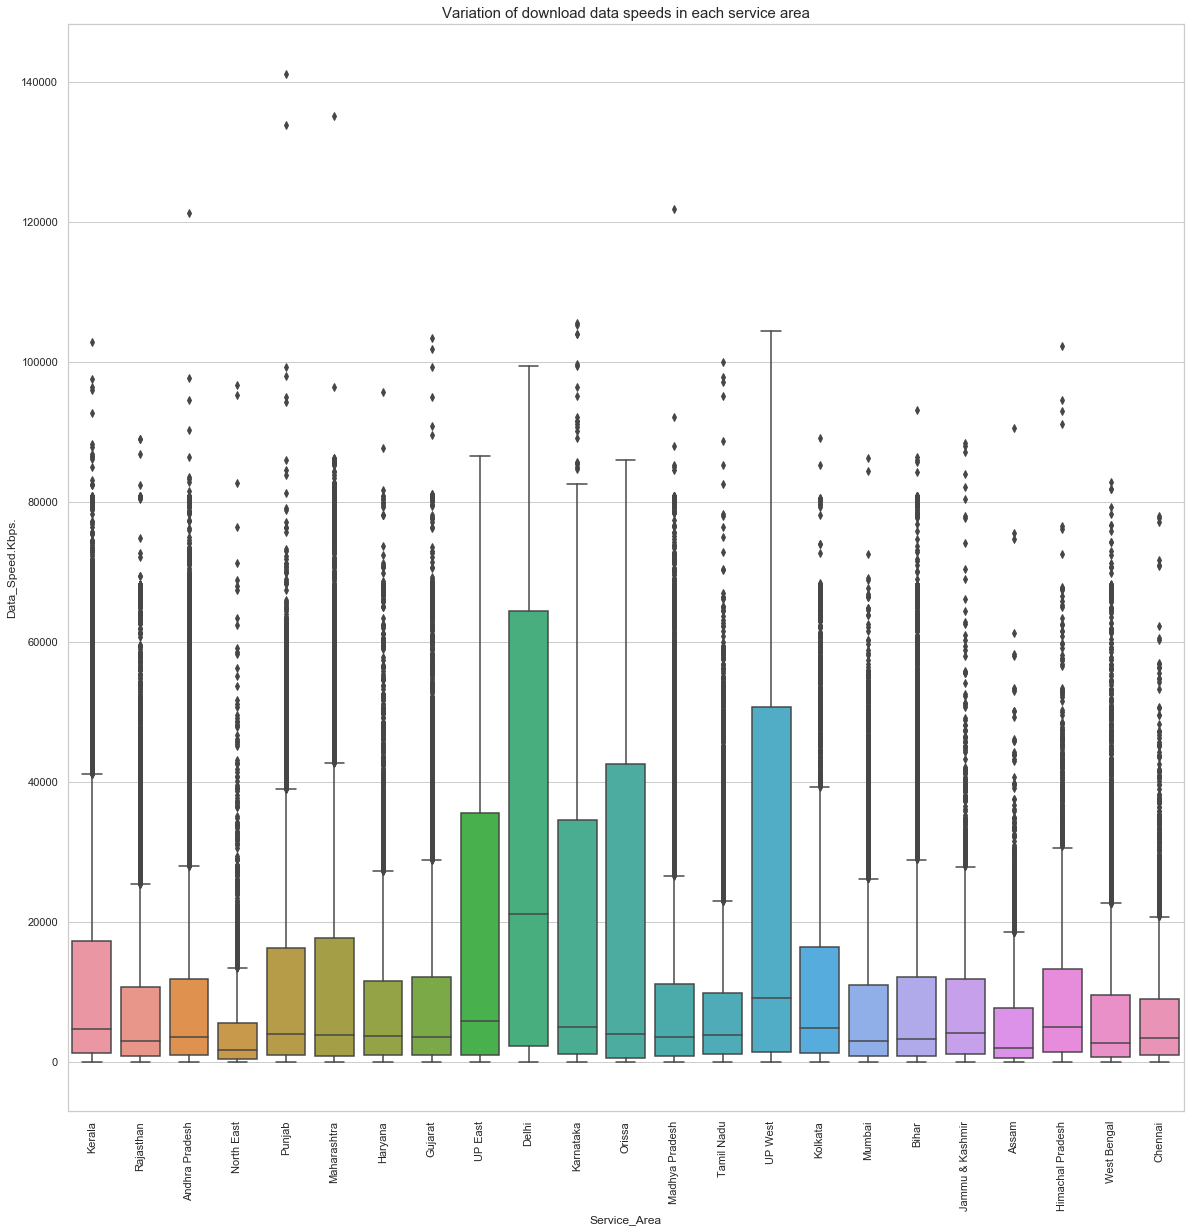 Variation of download data speeds in each service area
140000
120000
100000
80000
60000
40000
20000
0
Data_Speed.Kbps.
Kerala
Rajasthan
Andhra Pradesh
North East
Punjab
Maharashtra
Haryana
Gujarat
UP East
Delhi
Karnataka
Orissa
Madhya Pradesh
Tamil Nadu
UP West
Kolkata
Mumbai
Bihar
Jammu & Kashmir
Assam
Himachal Pradesh
West Bengal
Chennai
Service_Area